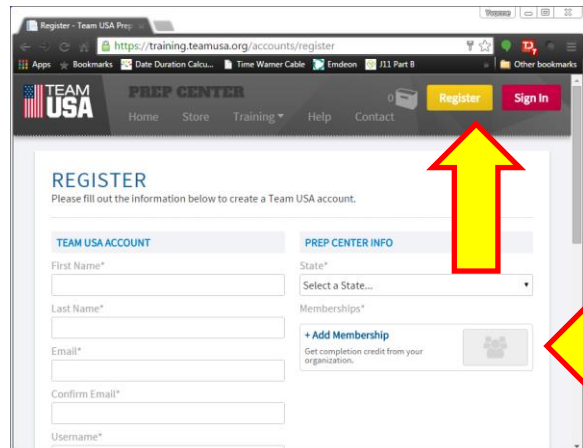 Register - Team USA Prep
https://training.teamusa.org/accounts/register
Apps Bookmarks Date Duration Calcu... Time Warner Cable Emdeon J11 Part B Other bookmarks
TEAM USA
PREP CENTER
0
Register
Sign In
Home Store Training Help Contact
REGISTER
Please fill out the information below to create a Team USA account.
TEAM USA ACCOUNT
First Name*
Last Name*
Email*
Confirm Email*
Username*
PREP CENTER INFO
State*
Select a State...
Memberships*
+ Add Membership
Get completion credit from your
organization.